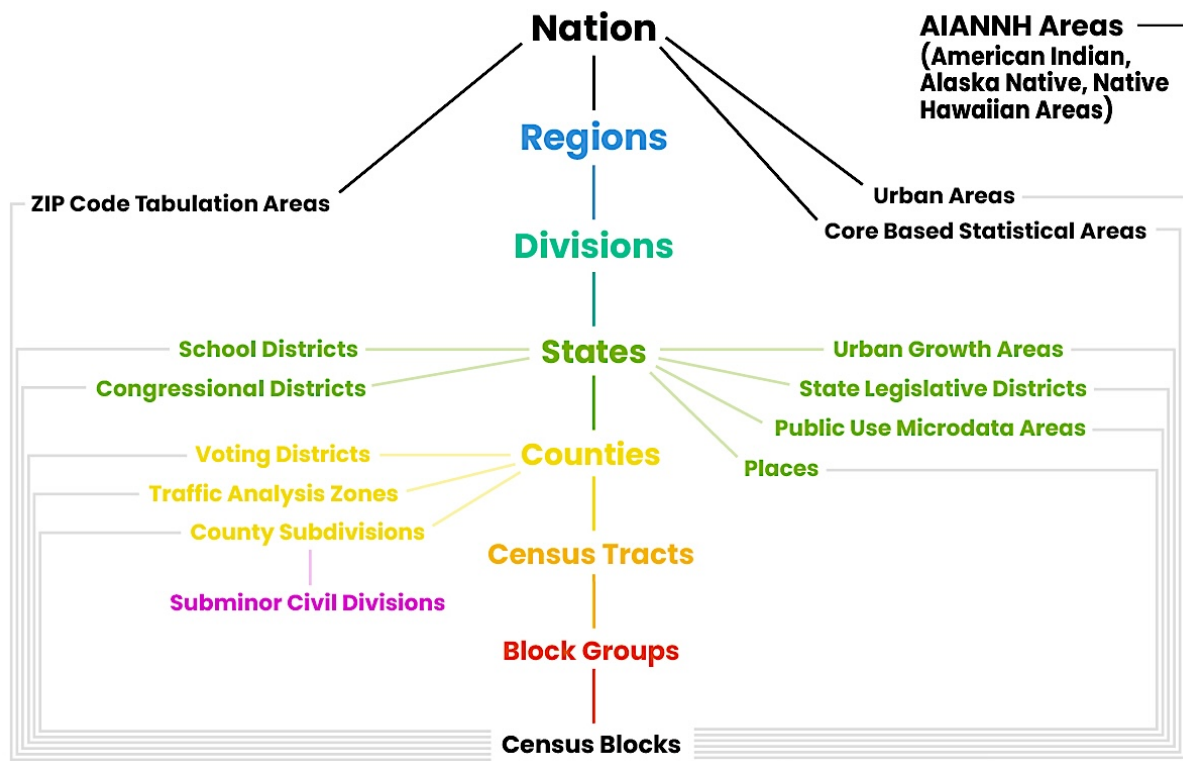 Nation
AIANNH Areas
(American Indian,
Alaska Native, Native
Hawaiian Areas)
Regions
ZIP Code Tabulation Areas
Urban Areas
Core Based Statistical Areas
Divisions
School Districts
States
Urban Growth Areas
Congressional Districts
State Legislative Districts
Public Use Microdata Areas
Voting Districts
Counties
Places
Traffic Analysis Zones
County Subdivisions
Census Tracts
Subminor Civil Divisions
Block Groups
Census Blocks